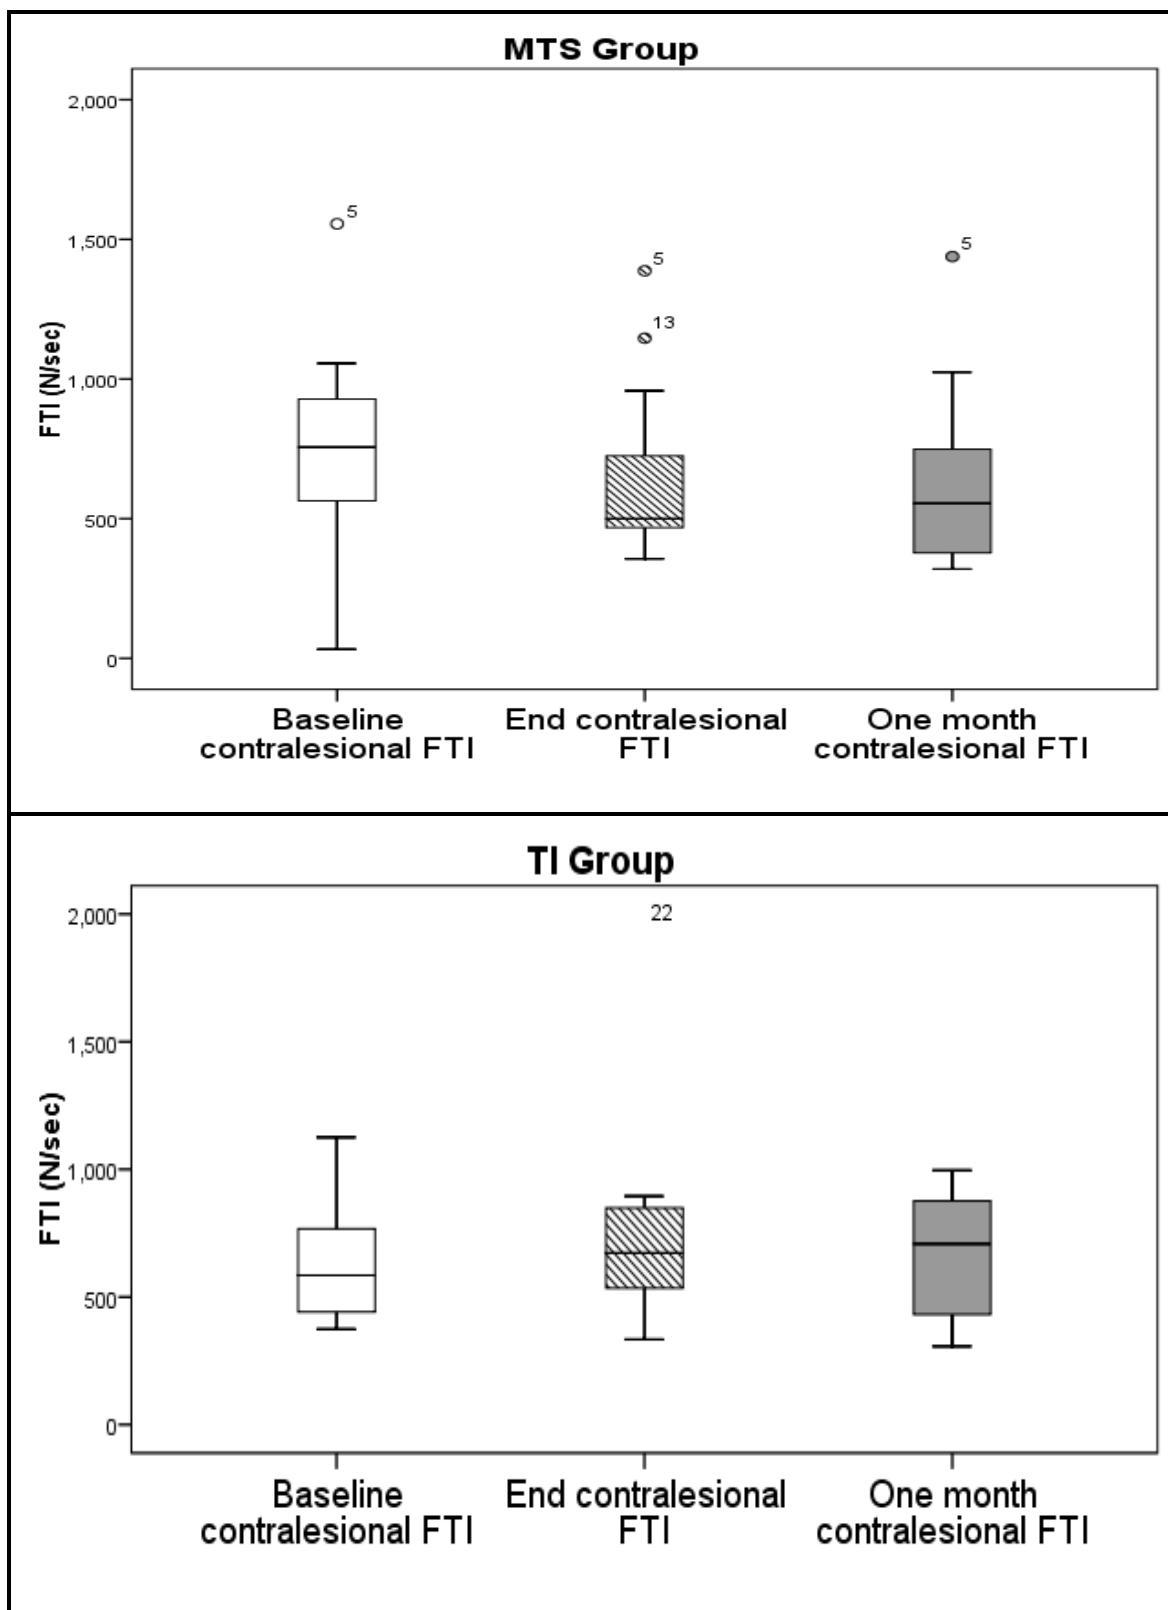 MTS Group
2,000
1,500
1,000
500
0
FTI (N/sec)
5
5
13
5
Baseline
contralesional FTI
End contralesional
FTI
One month
contralesional FTI
TI Group
2,000
1,500
1,000
500
0
FTI (N/sec)
22
Baseline
contralesional FTI
End contralesional
FTI
One month
contralesional FTI